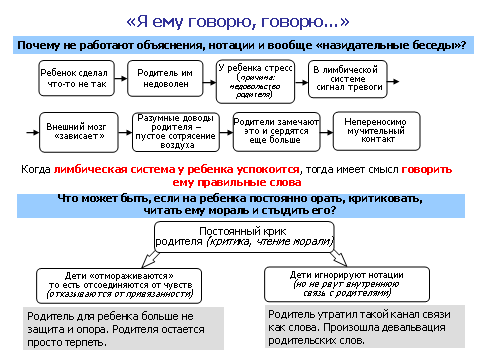 «Я ему говорю, говорю...»
Почему не работают объяснения, нотации и вообще «назидательные беседы»?
Ребенок сделал
что-то не так
Родитель им
недоволен
У ребенка стресс
(причина:
недовольство
родителя)
В лимбической
системе
сигнал тревоги
Внешний мозг
“зависает”
Разумные доводы
родителя –
пустое сотрясение
воздуха
Родители замечают
это и сердятся
еще больше
Непереносимо
мучительный
контакт
Когда лимбическая система у ребенка успокоится, тогда имеет смысл говорить
ему правильные слова
Что может быть, если на ребенка постоянно орать, критиковать,
читать ему мораль и стыдить его?
Постоянный крик
родителя (критика, чтение морали)
Дети «отмораживаются»
то есть отсоединяются от чувств
(отказываются от привязанности)
Дети игнорируют нотации
(но не рвут внутреннюю
связь с родителями)
Родитель для ребенка больше не
защита и опора. Родителя остается
просто терпеть.
Родитель утратил такой канал связи
как слова. Произошла девальвация
родительских слов.